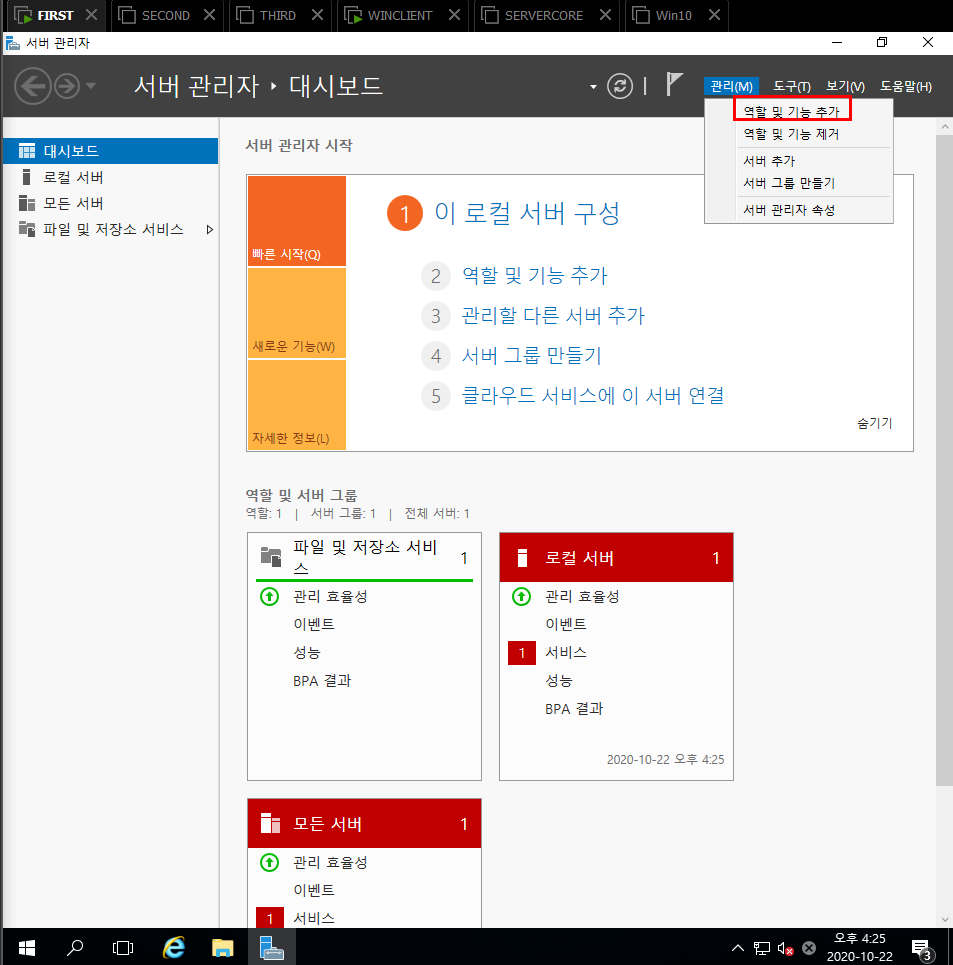 FIRST
SECOND
THIRD
WINCLIENT
SERVERCORE
Win10
서버 관리자
서버 관리자 ‣ 대시보드
관리(M)
도구(T)
보기(V)
도움말(H)
역할 및 기능 추가
역할 및 기능 제거
서버 추가
서버 그룹 만들기
서버 관리자 속성
대시보드
로컬 서버
모든 서버
파일 및 저장소 서비스
서버 관리자 시작
빠른 시작(Q)
새로운 기능(W)
자세한 정보(L)
1 이 로컬 서버 구성
2 역할 및 기능 추가
3 관리할 다른 서버 추가
4 서버 그룹 만들기
5 클라우드 서비스에 이 서버 연결
숨기기
역할 및 서버 그룹
역할: 1 | 서버 그룹: 1 | 전체 서버: 1
파일 및 저장소 서비
스
1
관리 효율성
이벤트
성능
BPA 결과
로컬 서버 1
관리 효율성
이벤트
1 서비스
성능
BPA 결과
2020-10-22 오후 4:25
모든 서버 1
관리 효율성
이벤트
1 서비스
오후 4:25
2020-10-22
3